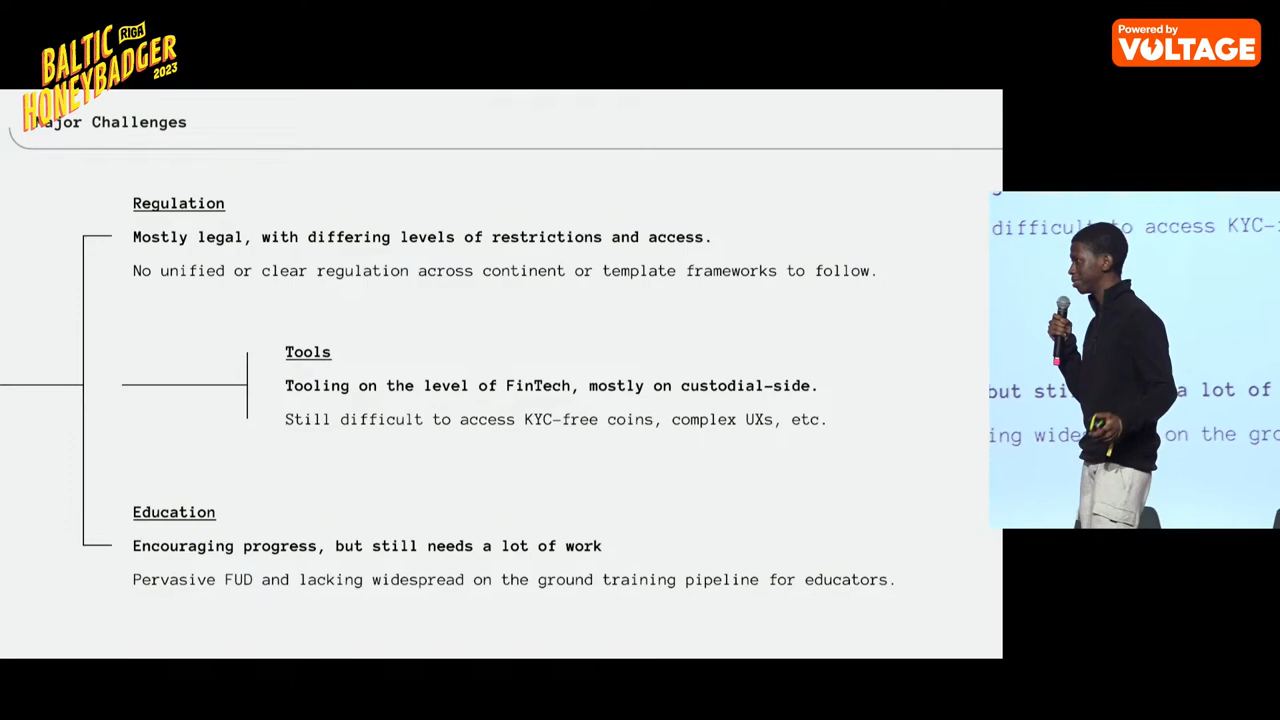 BALTIC
RIGA
HONEYBADGER
2023
Powered by
VOLTAGE
Major Challenges
Regulation
Mostly legal, with differing levels of restrictions and access.
No unified or clear regulation across continent or template frameworks to follow.
Tools
Tooling on the level of FinTech, mostly on custodial-side.
Still difficult to access KYC-free coins, complex UXs, etc.
Education
Encouraging progress, but still needs a lot of work
Pervasive FUD and lacking widespread on the ground training pipeline for educators.
difficult to access KYC-
but still a lot of
ing wide on the gro